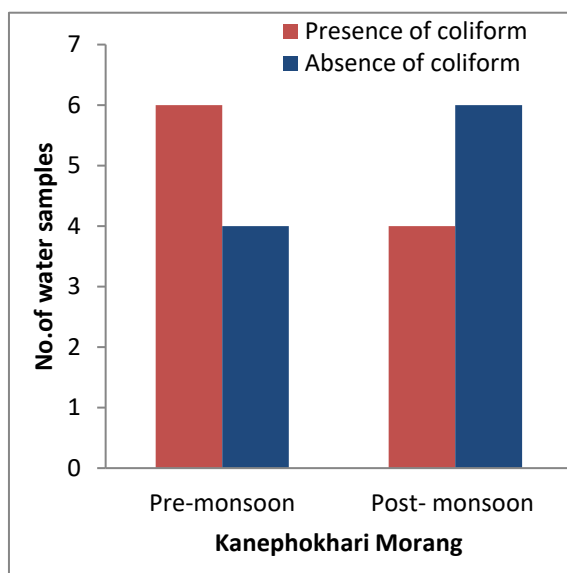 Presence of coliform
Absence of coliform
7
6
5
4
3
2
1
0
No.of water samples
Pre-monsoon
Post- monsoon
Kanephokhari Morang